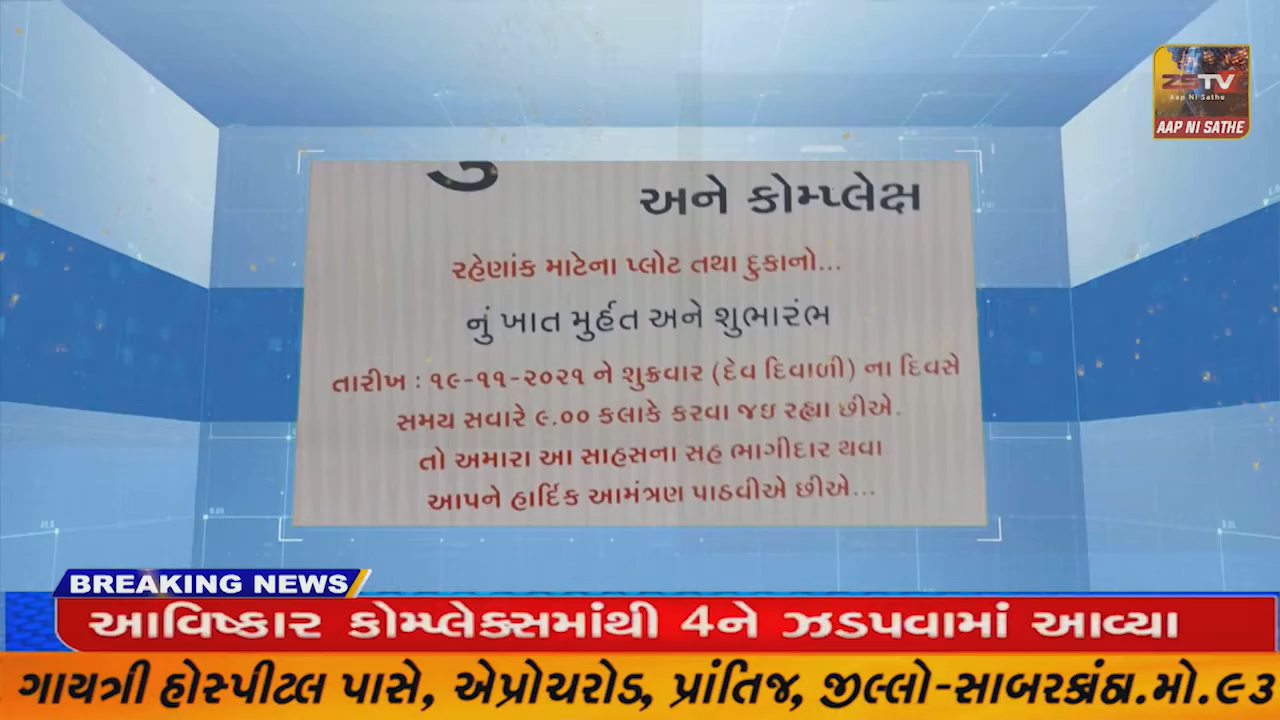 ZSTV
Aap Ni Sathe
AAP NI SATHE
અને કોમ્પ્લેક્ષ
રહેણાંક માટેના પ્લોટ તથા દુકાનો...
નું ખાત મુર્હત અને શુભારંભ
તારીખ : ૧૯-૧૧-૨૦૨૧ ને શુક્રવાર (દેવ દિવાળી) ના દિવસે
સમય સવારે ૯.૦૦ કલાકે કરવા જઇ રહ્યા છીએ.
તો અમારા આ સાહસના સહ ભાગીદાર થવા
આપને હાર્દિક આમંત્રણ પાઠવીએ છીએ...
BREAKING NEWS
આવિષ્કાર કોમ્પ્લેક્સમાંથી 4ને ઝડપવામાં આવ્યા
ગાયત્રી હોસ્પીટલ પાસે, એપ્રોચરોડ, પ્રાંતિજ, જીલ્લો-સાબરકાંઠા.મો.૯૩